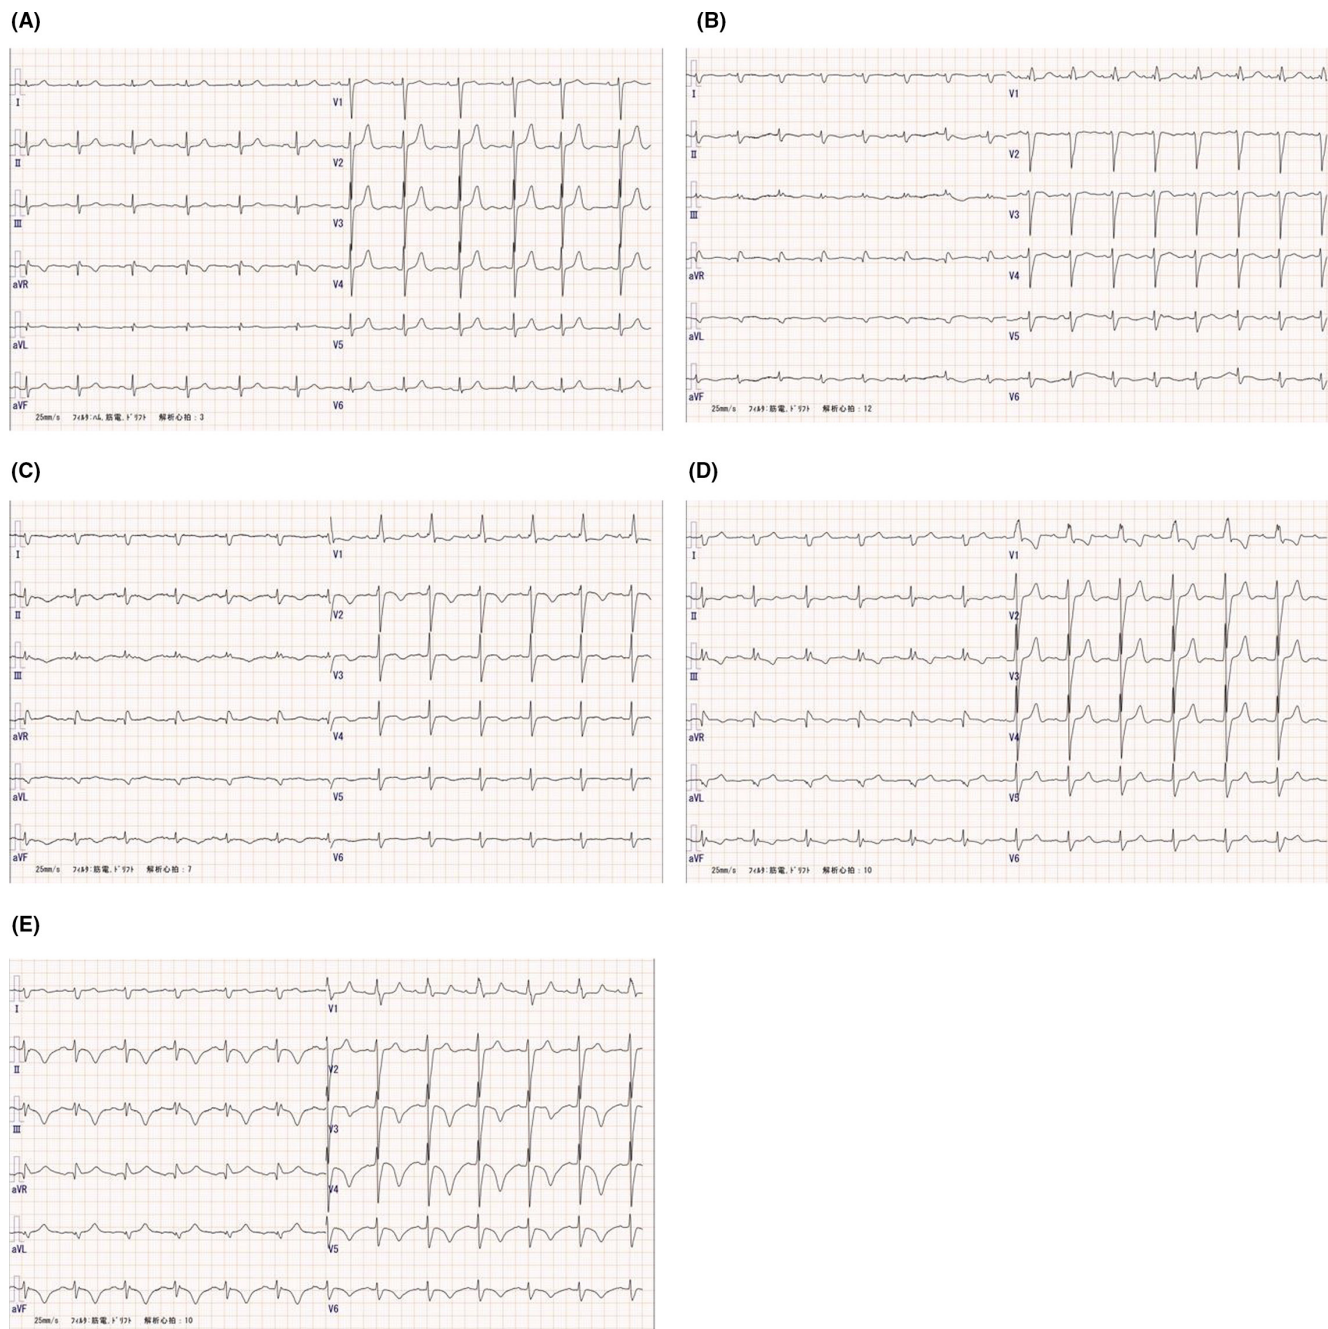 (A)
I
II
III
aVR
aVL
aVF
V1
V2
V3
V4
V5
V6
25mm/s フィルタ:ハム, 筋電, ドリフト 解析心拍 : 3
(B)
I
II
III
aVR
aVL
aVF
V1
V2
V3
V4
V5
V6
25mm/s フィルタ:筋電, ドリフト 解析心拍 : 12
(C)
I
II
III
aVR
aVL
aVF
V1
V2
V3
V4
V5
V6
25mm/s フィルタ:筋電, ドリフト 解析心拍 : 7
(D)
I
II
III
aVR
aVL
aVF
V1
V2
V3
V4
V5
V6
25mm/s フィルタ:筋電, ドリフト 解析心拍 : 10
(E)
I
II
III
aVR
aVL
aVF
V1
V2
V3
V4
V5
V6
25mm/s フィルタ:筋電, ドリフト 解析心拍 : 10